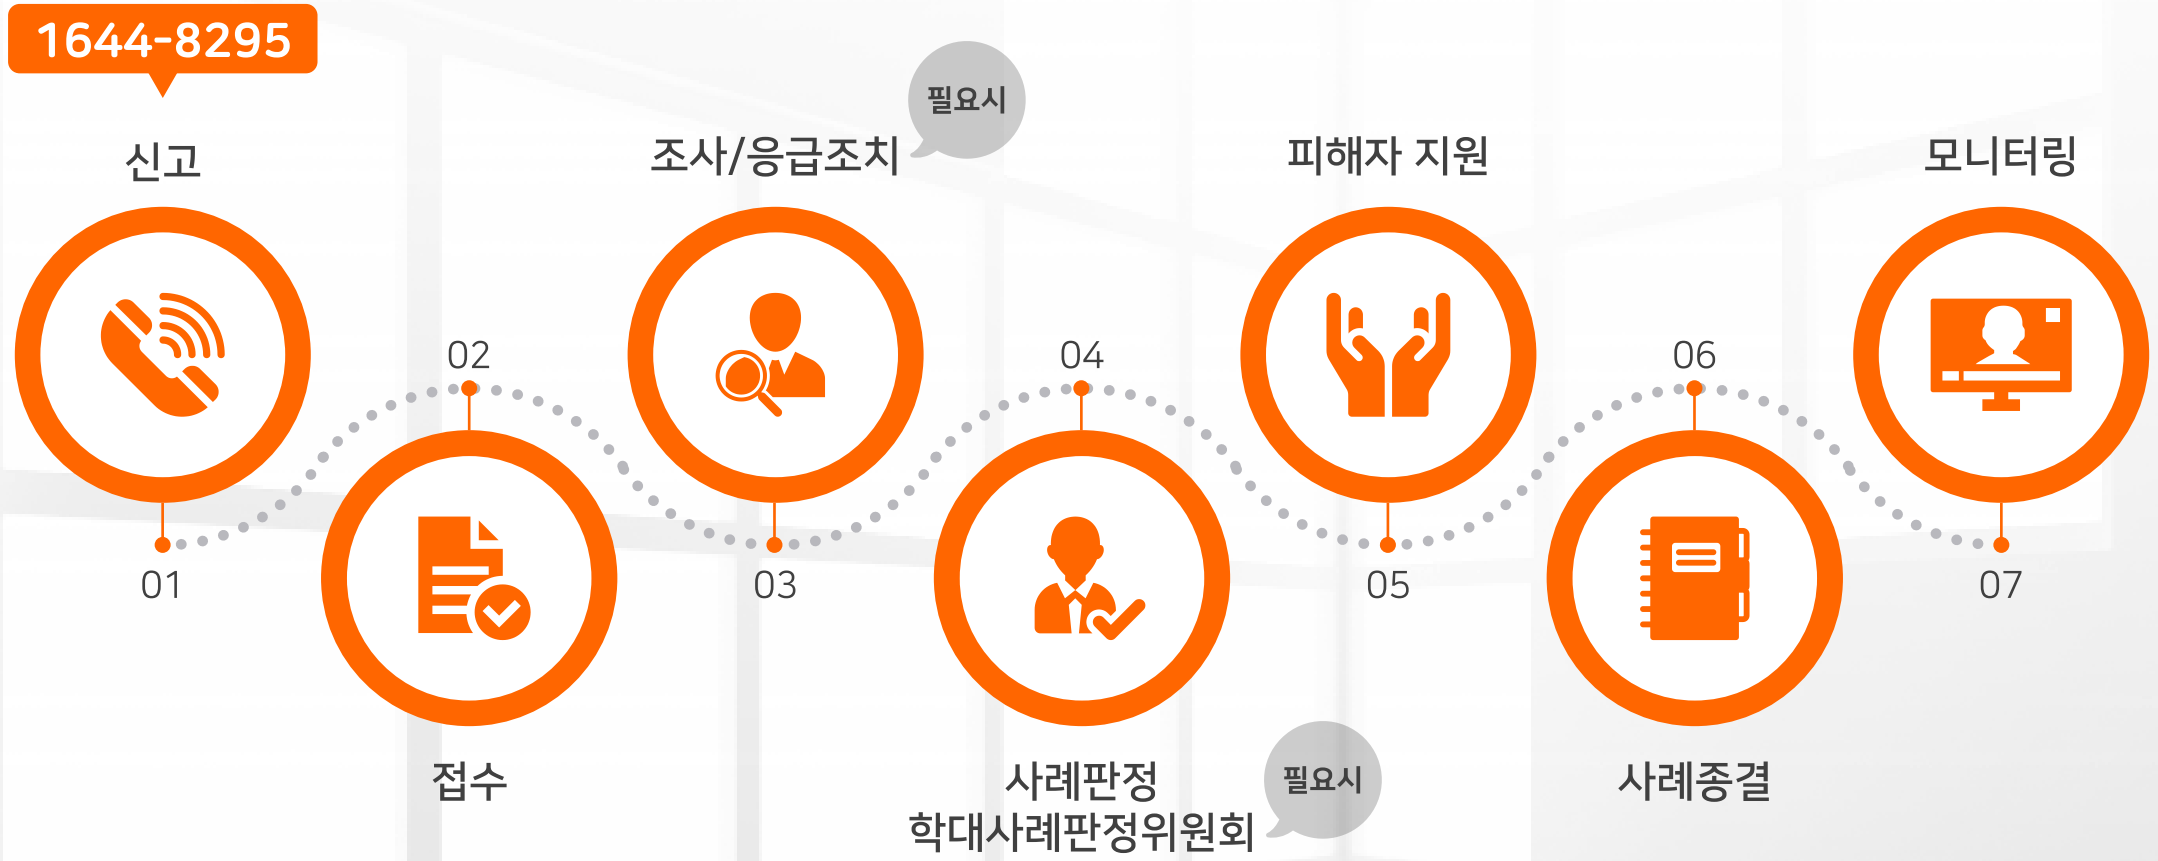 1644-8295
신고
01
02
접수
조사/응급조치
필요시
03
04
사례판정
학대사례판정위원회
필요시
피해자 지원
05
06
사례종결
모니터링
07